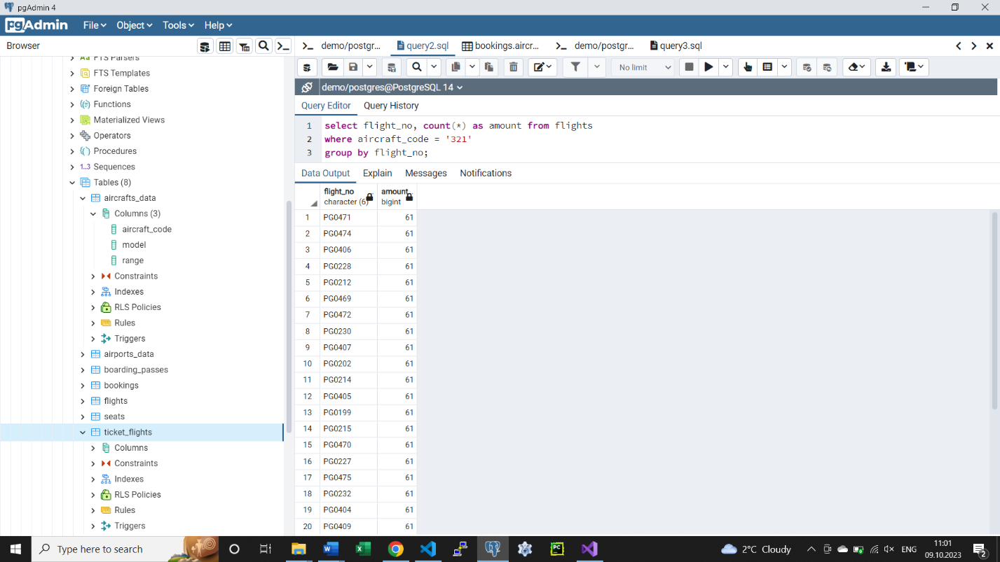 pgAdmin 4
pgAdmin File Object Tools Help
Browser
demo/postgr... query2.sql bookings.aircr... demo/postgr... query3.sql
No limit
demo/postgres@PostgreSQL 14
Query Editor Query History
1 select flight_no, count(*) as amount from flights
2 where aircraft_code = '321'
3 group by flight_no;
Data Output Explain Messages Notifications
flight_no amount
character (6) bigint
1 PG0471 61
2 PG0474 61
3 PG0406 61
4 PG0228 61
5 PG0212 61
6 PG0469 61
7 PG0472 61
8 PG0230 61
9 PG0407 61
10 PG0202 61
11 PG0214 61
12 PG0405 61
13 PG0199 61
14 PG0215 61
15 PG0470 61
16 PG0227 61
17 PG0475 61
18 PG0232 61
19 PG0404 61
20 PG0409 61
FTS Parsers
FTS Templates
Foreign Tables
Functions
Materialized Views
Operators
Procedures
1..3 Sequences
Tables (8)
aircrafts_data
Columns (3)
aircraft_code
model
range
Constraints
Indexes
RLS Policies
Rules
Triggers
airports_data
boarding_passes
bookings
flights
seats
ticket_flights
Columns
Constraints
Indexes
RLS Policies
Rules
Triggers
Type here to search
2°C Cloudy
ENG
11:01
09.10.2023
2